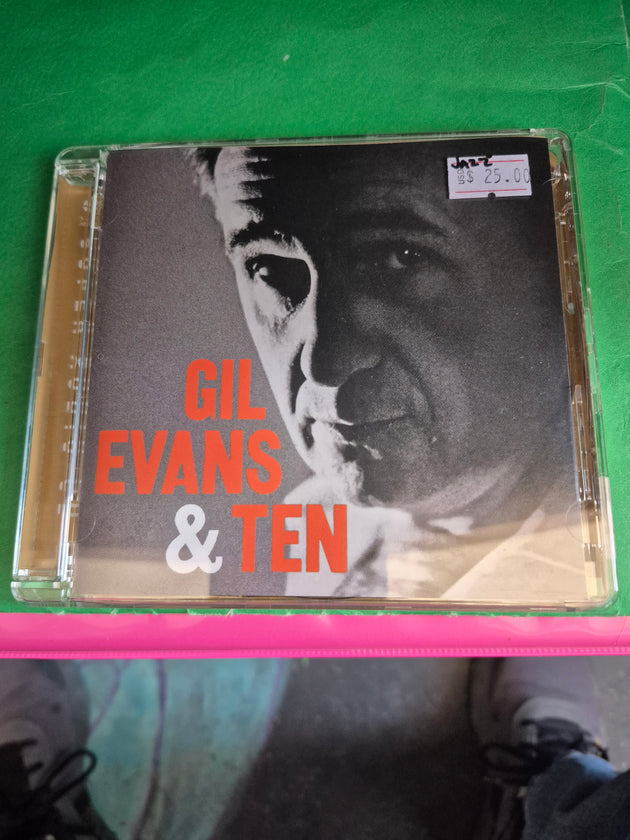 JAZZ
USD$ 25.00
GIL
EVANS
& TEN